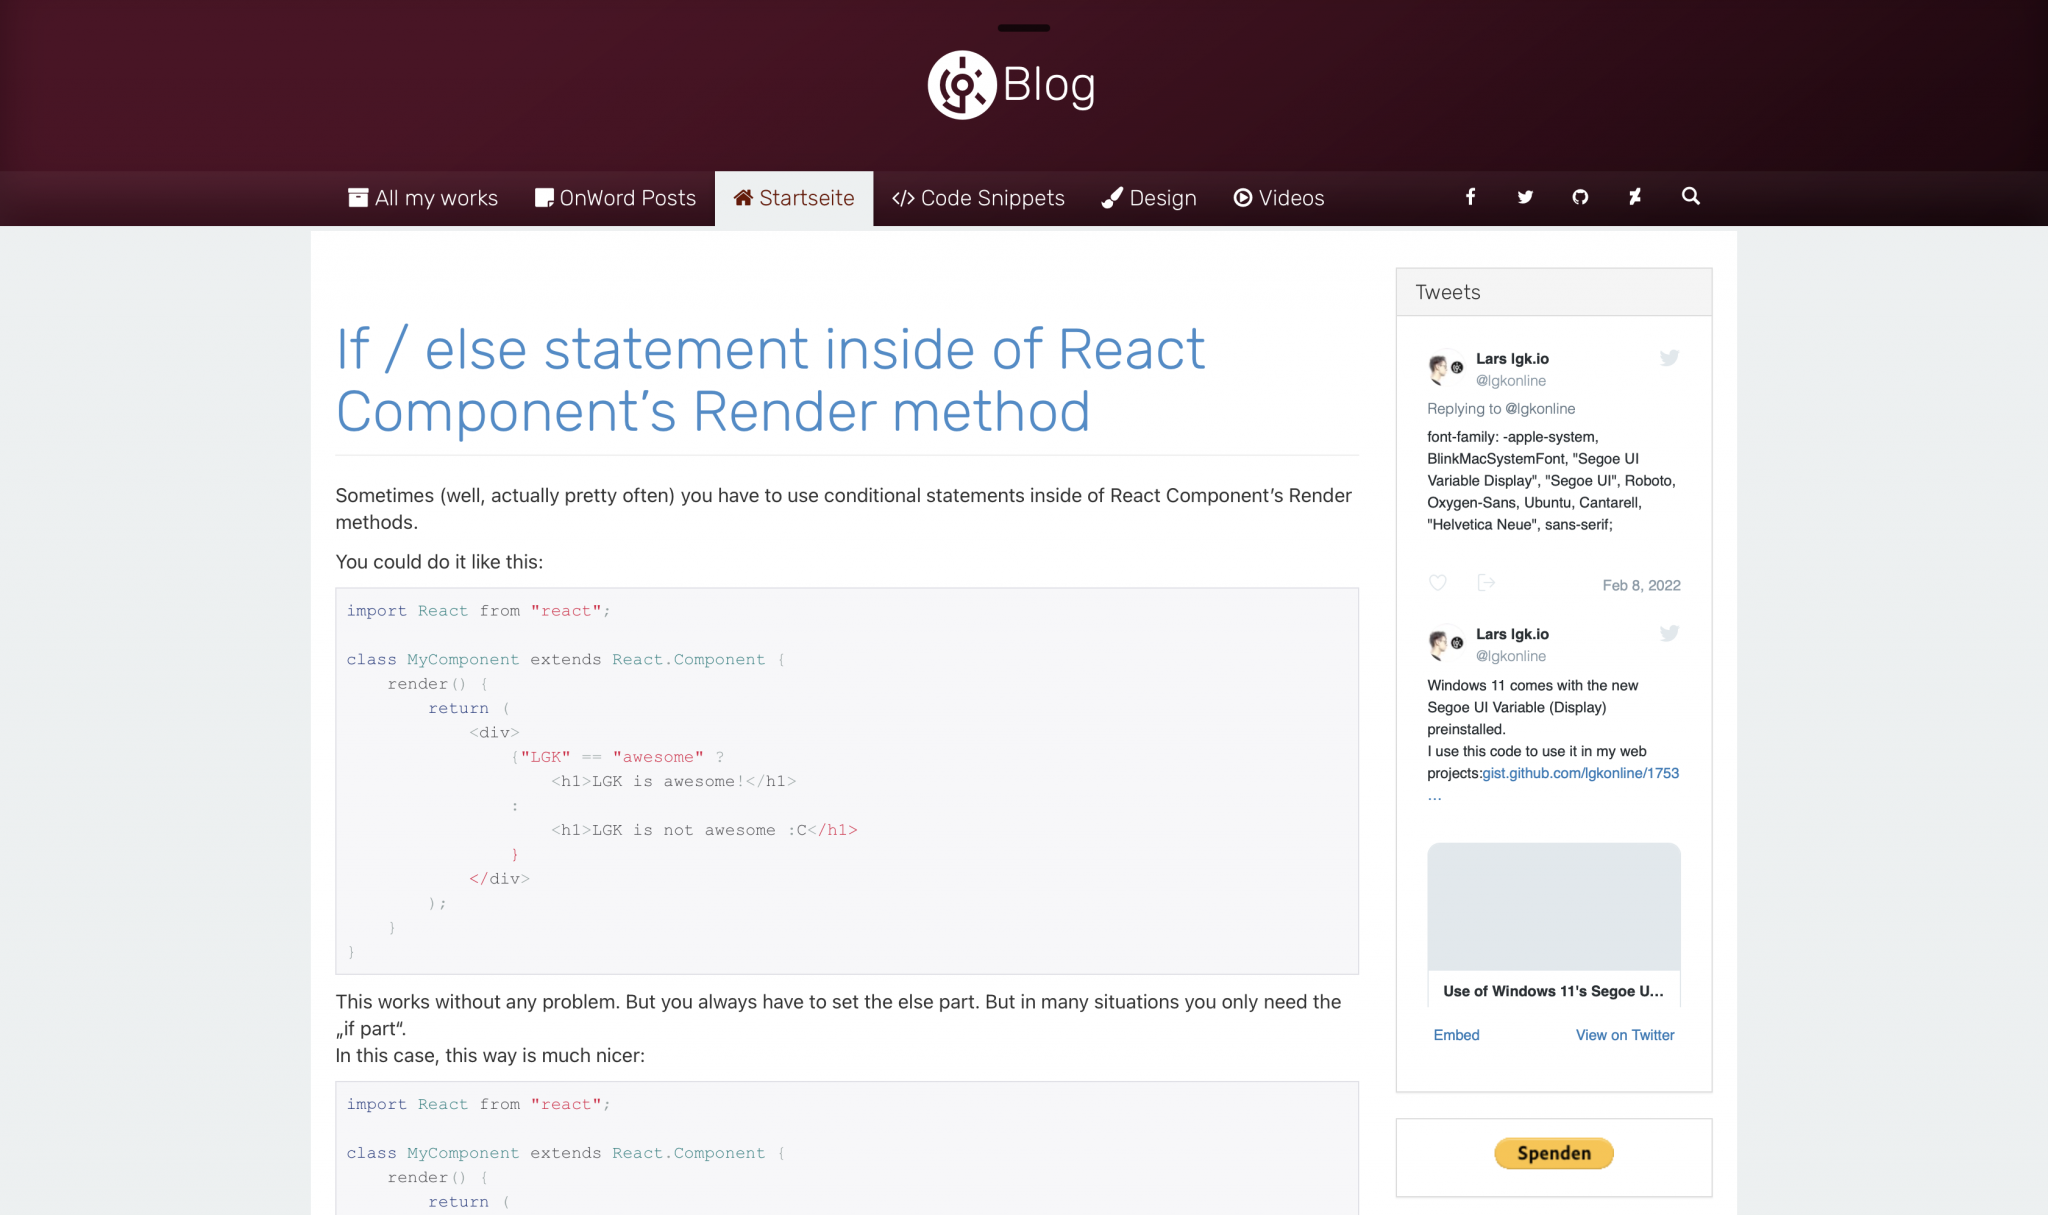 Blog
All my works
OnWord Posts
Startseite
Code Snippets
Design
Videos
If / else statement inside of React
Component’s Render method
Sometimes (well, actually pretty often) you have to use conditional statements inside of React Component’s Render
methods.
You could do it like this:
import React from "react";
class MyComponent extends React.Component {
render() {
return (
<div>
{"LGK" == "awesome" ?
<h1>LGK is awesome!</h1>
:
<h1>LGK is not awesome :C</h1>
}
</div>
);
}
}
This works without any problem. But you always have to set the else part. But in many situations you only need the
„if part“.
In this case, this way is much nicer:
import React from "react";
class MyComponent extends React.Component {
render() {
return (
Tweets
Lars lgk.io
@lgkonline
Replying to @lgkonline
font-family: -apple-system,
BlinkMacSystemFont, "Segoe UI
Variable Display", "Segoe UI", Roboto,
Oxygen-Sans, Ubuntu, Cantarell,
"Helvetica Neue", sans-serif;
Feb 8, 2022
Lars lgk.io
@lgkonline
Windows 11 comes with the new
Segoe UI Variable (Display)
preinstalled.
I use this code to use it in my web
projects:gist.github.com/lgkonline/1753
…
Use of Windows 11's Segoe U...
Embed
View on Twitter
Spenden